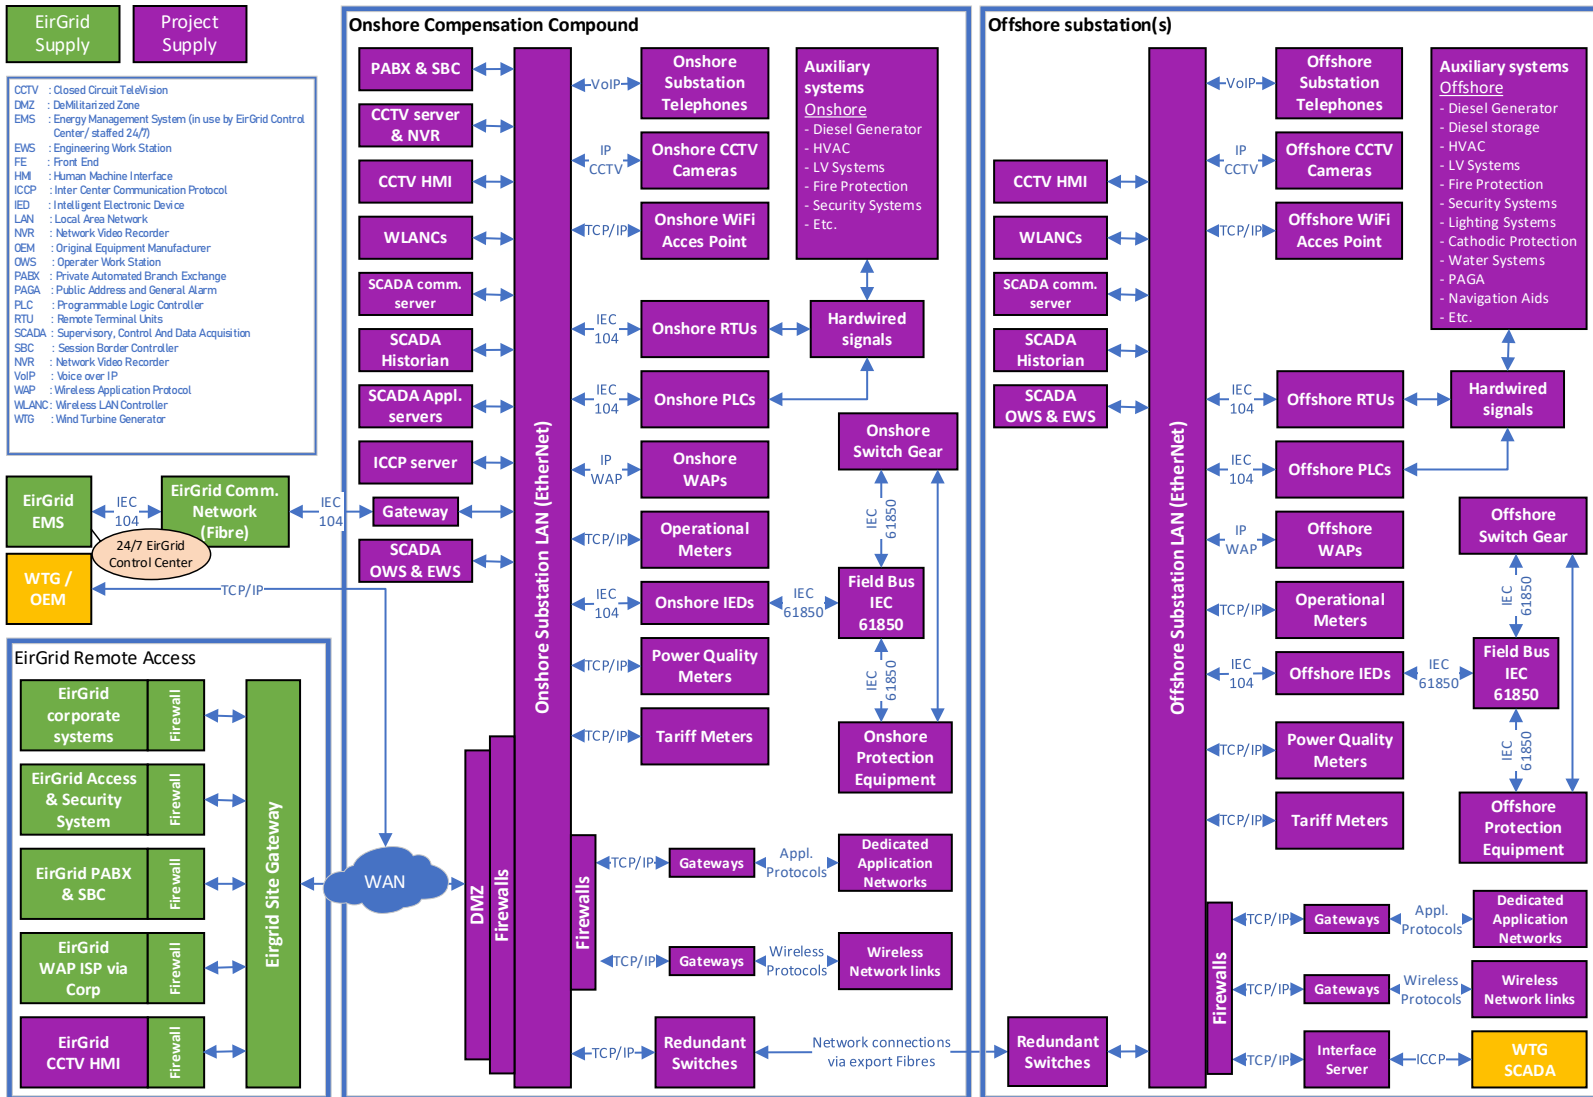 EirGrid
Supply
Project
Supply
CCTV : Closed Circuit TeleVision
DMZ : DeMilitarized Zone
EMS : Energy Management System (in use by EirGrid Control
Center/ staffed 24/7)
EWS : Engineering Work Station
FE : Front End
HMI : Human Machine Interface
ICCP : Inter Center Communication Protocol
IED : Intelligent Electronic Device
LAN : Local Area Network
NVR : Network Video Recorder
OEM : Original Equipment Manufacturer
OWS : Operater Work Station
PABX : Private Automated Branch Exchange
PAGA : Public Address and General Alarm
PLC : Programmable Logic Controller
RTU : Remote Terminal Units
SCADA : Supervisory, Control And Data Acquisition
SBC : Session Border Controller
NVR : Network Video Recorder
VoIP : Voice over IP
WAP : Wireless Application Protocol
WLANC : Wireless LAN Controller
WTG : Wind Turbine Generator
EirGrid
EMS
IEC
104
EirGrid Comm.
Network
(Fibre)
IEC
104
24/7 EirGrid
Control Center
WTG /
OEM
TCP/IP
EirGrid Remote Access
EirGrid
corporate
systems
Firewall
EirGrid Access
& Security
System
Firewall
EirGrid PABX
& SBC
Firewall
EirGrid
WAP ISP via
Corp
Firewall
EirGrid
CCTV HMI
Firewall
Eirgrid Site Gateway
WAN
Onshore Compensation Compound
PABX & SBC
CCTV server
& NVR
CCTV HMI
WLANCs
SCADA comm.
server
SCADA
Historian
SCADA Appl.
servers
ICCP server
Gateway
SCADA
OWS & EWS
DMZ
Firewalls
Onshore Substation LAN (EtherNet)
Firewalls
VoIP
Onshore
Substation
Telephones
IP
CCTV
Onshore CCTV
Cameras
TCP/IP
Onshore WiFi
Acces Point
IEC
104
Onshore RTUs
IEC
104
Onshore PLCs
IP
WAP
Onshore
WAPs
TCP/IP
Operational
Meters
IEC
104
Onshore IEDs
TCP/IP
Power Quality
Meters
TCP/IP
Tariff Meters
Auxiliary
systems
Onshore
- Diesel Generator
- HVAC
- LV Systems
- Fire Protection
- Security Systems
- Etc.
Hardwired
signals
Onshore
Switch Gear
IEC
61850
IEC
61850
Field Bus
IEC
61850
IEC
61850
Onshore
Protection
Equipment
TCP/IP
Gateways
Appl.
Protocols
Dedicated
Application
Networks
TCP/IP
Gateways
Wireless
Protocols
Wireless
Network links
TCP/IP
Redundant
Switches
Network connections
via export Fibres
Offshore substation(s)
CCTV HMI
WLANCs
SCADA comm.
server
SCADA
Historian
SCADA
OWS & EWS
Redundant
Switches
Offshore Substation LAN (EtherNet)
Firewalls
VoIP
Offshore
Substation
Telephones
IP
CCTV
Offshore CCTV
Cameras
TCP/IP
Offshore WiFi
Acces Point
IEC
104
Offshore RTUs
IEC
104
Offshore PLCs
IP
WAP
Offshore
WAPs
TCP/IP
Operational
Meters
IEC
104
Offshore IEDs
TCP/IP
Power Quality
Meters
TCP/IP
Tariff Meters
Auxiliary systems
Offshore
- Diesel Generator
- Diesel storage
- HVAC
- LV Systems
- Fire Protection
- Security Systems
- Lighting Systems
- Cathodic Protection
- Water Systems
- PAGA
- Navigation Aids
- Etc.
Hardwired
signals
Offshore
Switch Gear
IEC
61850
IEC
61850
Field Bus
IEC
61850
IEC
61850
Offshore
Protection
Equipment
TCP/IP
Gateways
Appl.
Protocols
Dedicated
Application
Networks
TCP/IP
Gateways
Wireless
Protocols
Wireless
Network links
TCP/IP
Interface
Server
ICCP
WTG
SCADA